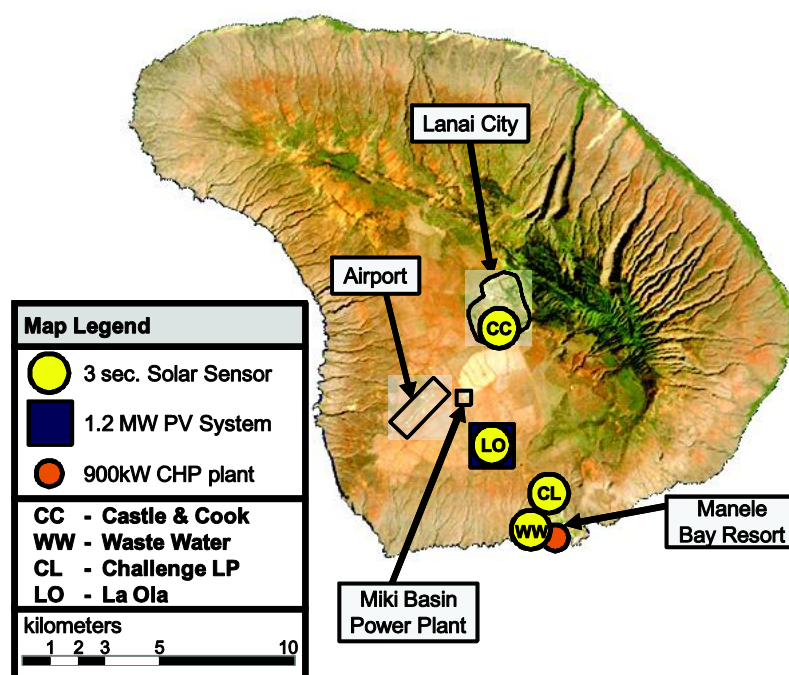 Lanai City
Airport
Map Legend
3 sec. Solar Sensor
1.2 MW PV System
900kW CHP plant
CC - Castle & Cook
WW - Waste Water
CL - Challenge LP
LO - La Ola
kilometers
1 2 3 5 10
CC
LO
CL
WW
Manele
Bay Resort
Miki Basin
Power Plant